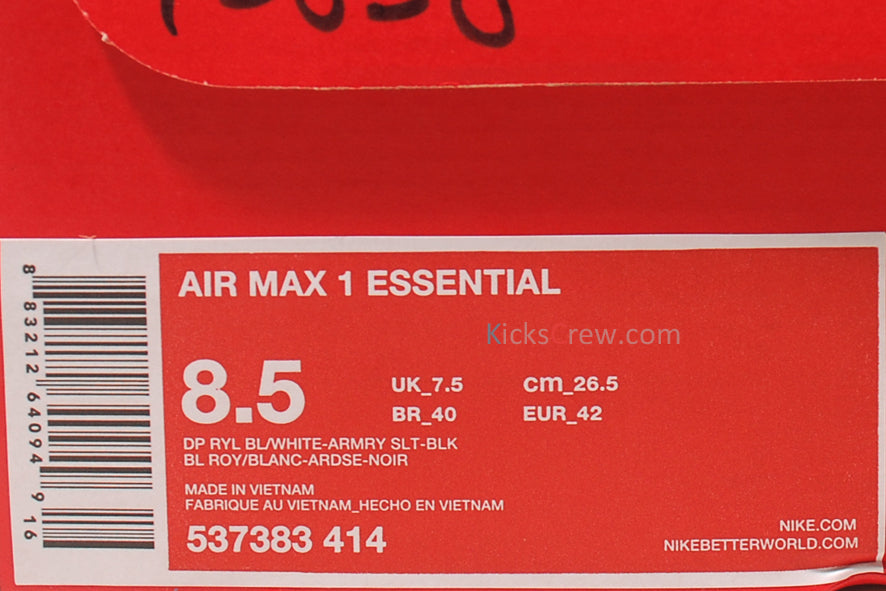 AIR MAX 1 ESSENTIAL
KicksCrew.com
8.5
UK_7.5 cm_26.5
BR_40 EUR_42
DP RYL BL/WHITE-ARMRY SLT-BLK
BL ROY/BLANC-ARDSE-NOIR
MADE IN VIETNAM
FABRIQUE AU VIETNAM_HECHO EN VIETNAM
537383 414
NIKE.COM
NIKEBETTERWORLD.COM
8 83212 64094 9 16